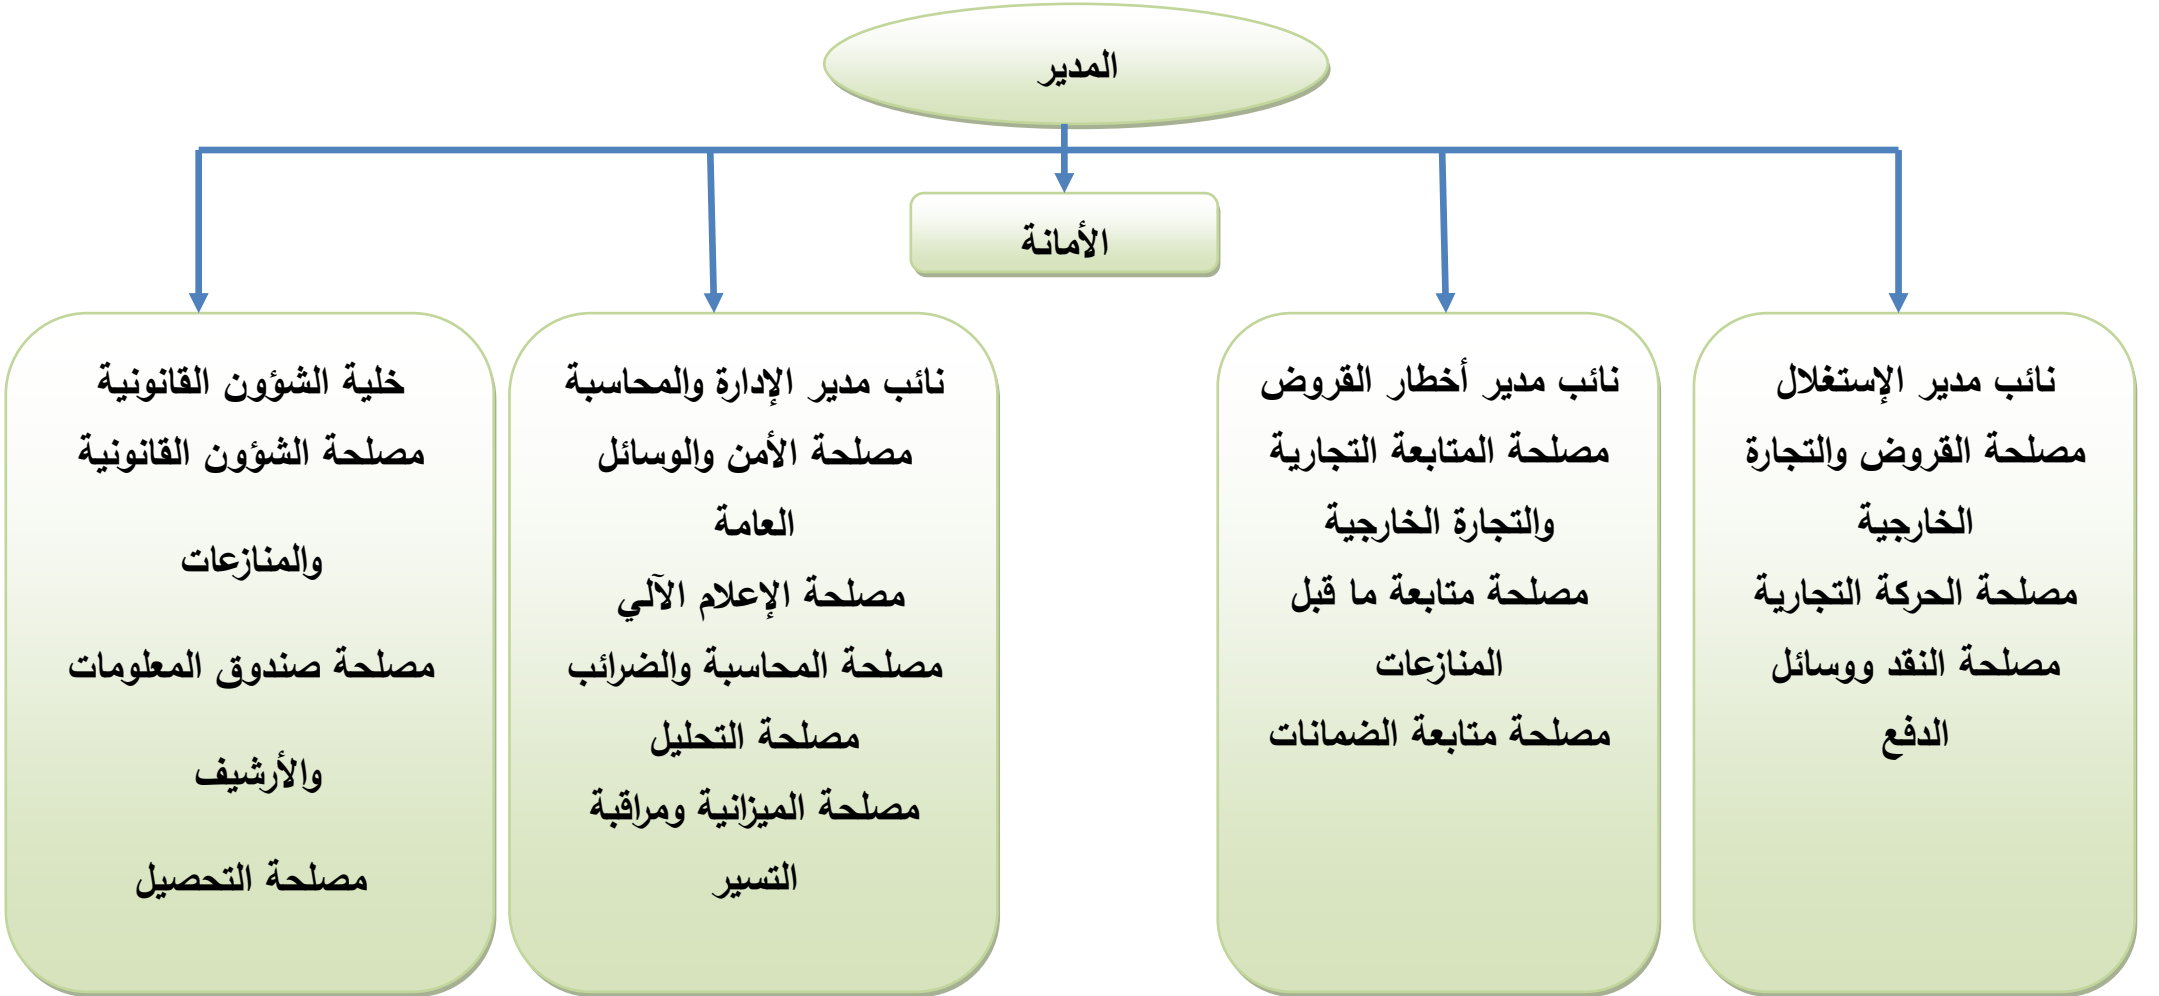 المدير
الأمانة
نائب مدير الإستغلال
مصلحة القروض والتجارة
الخارجية
مصلحة الحركة التجارية
مصلحة النقد ووسائل
الدفع
نائب مدير أخطار القروض
مصلحة المتابعة التجارية
والتجارة الخارجية
مصلحة متابعة ما قبل
المنازعات
مصلحة متابعة الضمانات
نائب مدير الإدارة والمحاسبة
مصلحة الأمن والوسائل
العامة
مصلحة الإعلام الآلي
مصلحة المحاسبة والضرائب
مصلحة التحليل
مصلحة الميزانية ومراقبة
التسير
خلية الشؤون القانونية
مصلحة الشؤون القانونية
والمنازعات
مصلحة صندوق المعلومات
والأرشيف
مصلحة التحصيل